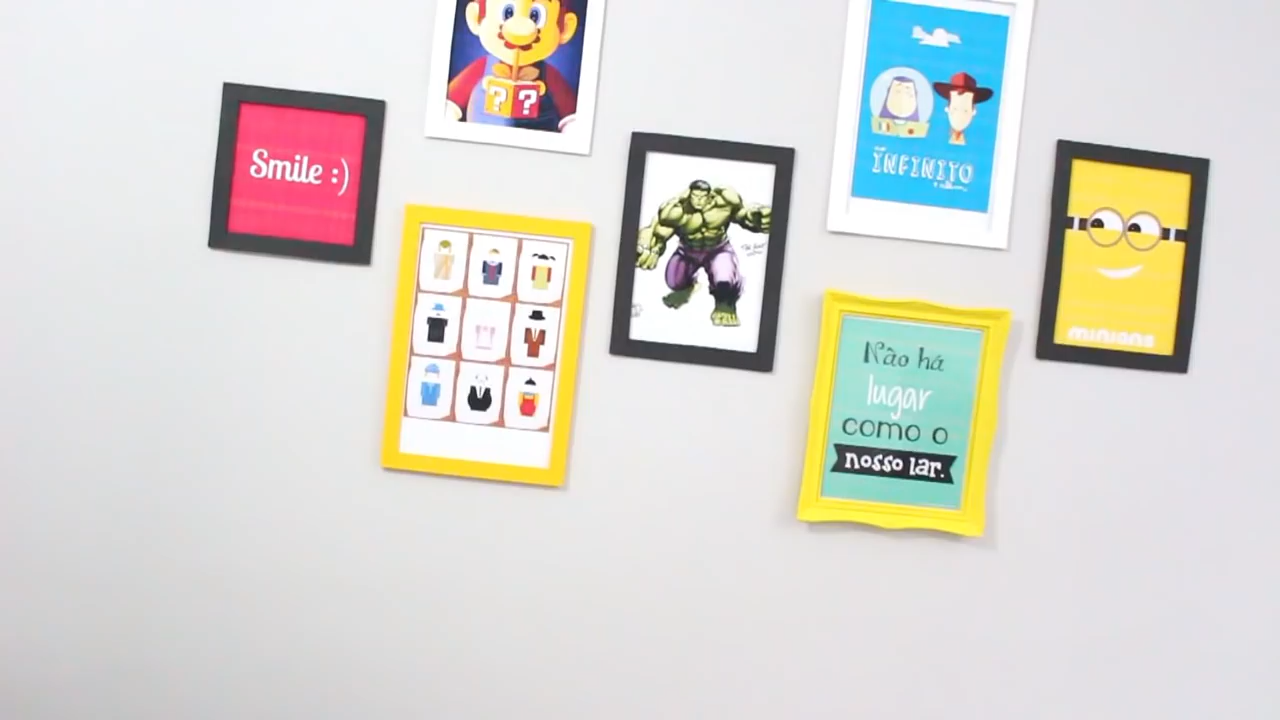 Smile :)
? ?
INFINITO
Não há
lugar
como o
nosso lar.
minions